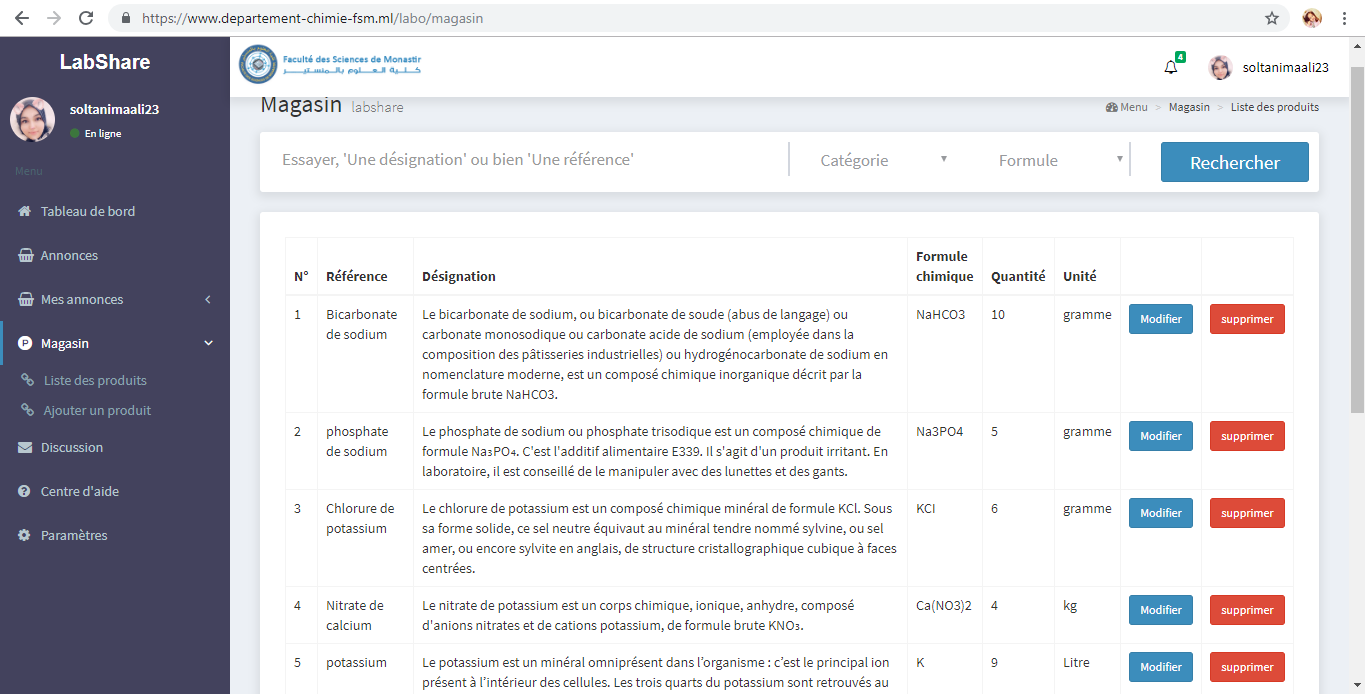 https://www.departement-chimie-fsm.ml/labo/magasin
LabShare
Faculté des Sciences de Monastir
كلية العلوم بالمنستير
4
soltanimaali23
soltanimaali23
En ligne
Menu
Tableau de bord
Annonces
Mes annonces
Magasin
Liste des produits
Ajouter un produit
Discussion
Centre d'aide
Paramètres
Magasin labshare
Menu > Magasin > Liste des produits
Essayer, 'Une désignation' ou bien 'Une référence'
Catégorie
Formule
Rechercher
N° Référence Désignation Formule chimique Quantité Unité
1 Bicarbonate de sodium
Le bicarbonate de sodium, ou bicarbonate de soude (abus de langage) ou
carbonate monosodique ou carbonate acide de sodium (employée dans la
composition des pâtisseries industrielles) ou hydrogénocarbonate de sodium en
nomenclature moderne, est un composé chimique inorganique décrit par la
formule brute NaHCO3.
NaHCO3 10 gramme Modifier supprimer
2 phosphate de sodium
Le phosphate de sodium ou phosphate trisodique est un composé chimique de
formule Na₃PO₄. C'est l'additif alimentaire E339. Il s'agit d'un produit irritant. En
laboratoire, il est conseillé de le manipuler avec des lunettes et des gants.
Na3PO4 5 gramme Modifier supprimer
3 Chlorure de potassium
Le chlorure de potassium est un composé chimique minéral de formule KCl. Sous
sa forme solide, ce sel neutre équivaut au minéral tendre nommé sylvine, ou sel
amer, ou encore sylvite en anglais, de structure cristallographique cubique à faces
centrées.
KCl 6 gramme Modifier supprimer
4 Nitrate de calcium
Le nitrate de potassium est un corps chimique, ionique, anhydre, composé
d'anions nitrates et de cations potassium, de formule brute KNO₃.
Ca(NO3)2 4 kg Modifier supprimer
5 potassium
Le potassium est un minéral omniprésent dans l’organisme : c’est le principal ion
présent à l’intérieur des cellules. Les trois quarts du potassium sont retrouvés au
K 9 Litre Modifier supprimer